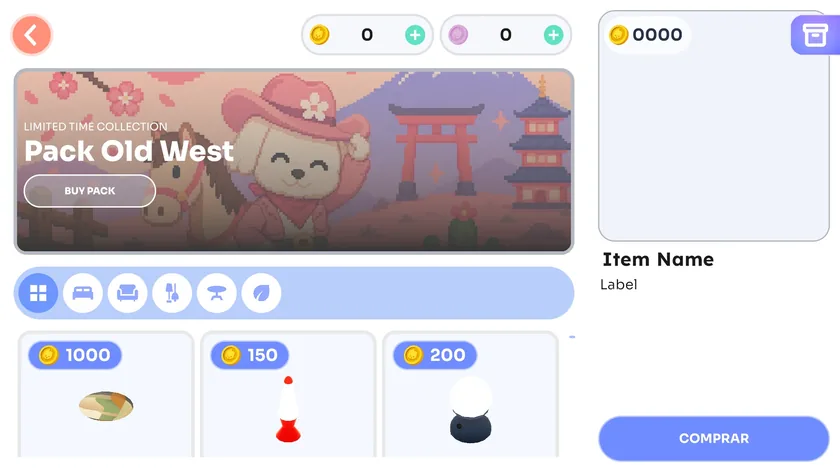 0
0
LIMITED TIME COLLECTION
Pack Old West
BUY PACK
1000
150
200
0000
Item Name
Label
COMPRAR